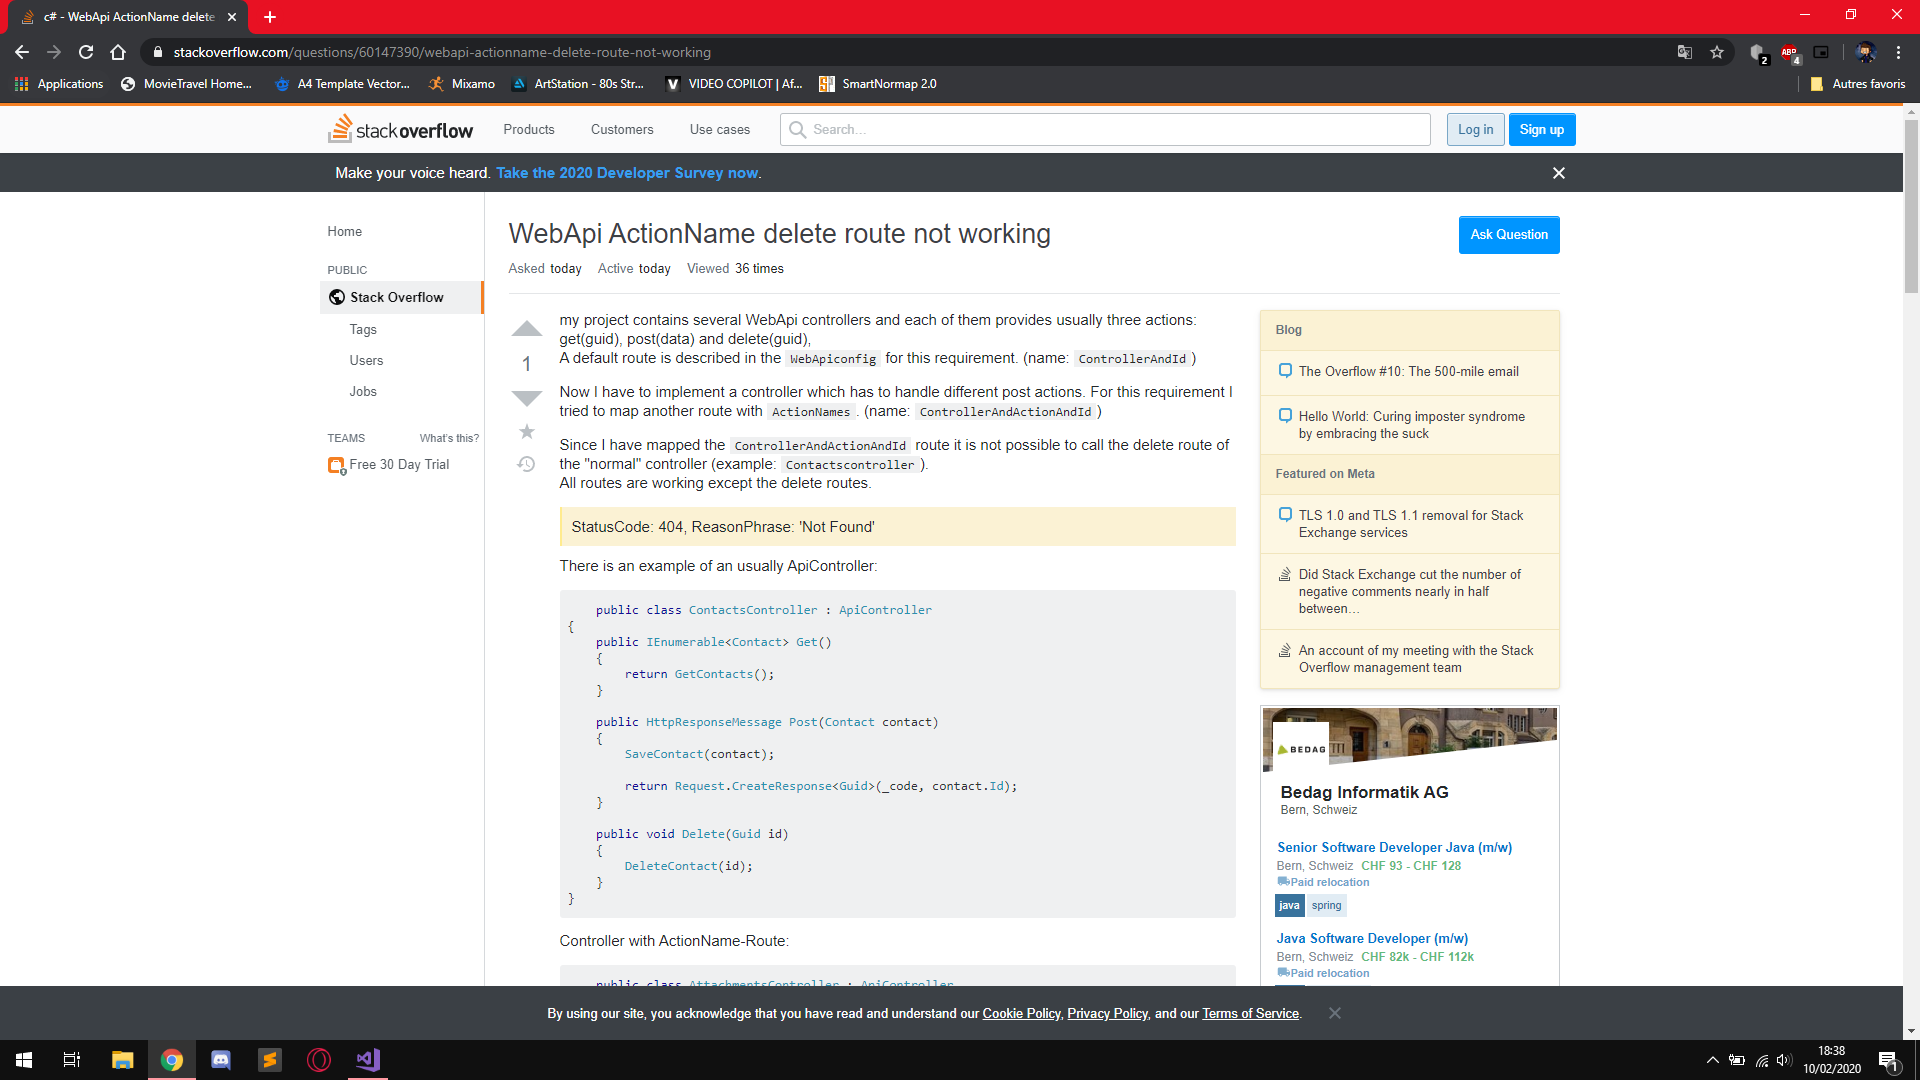 c# - WebApi ActionName delete
stackoverflow.com/questions/60147390/webapi-actionname-delete-route-not-working
2
ABP
4
Applications
MovieTravel Home...
A4 Template Vector...
Mixamo
ArtStation - 80s Str...
VIDEO COPILOT | Af...
SmartNormap 2.0
Autres favoris
stackoverflow
Products
Customers
Use cases
Search...
Log in
Sign up
Make your voice heard. Take the 2020 Developer Survey now.
Home
PUBLIC
Stack Overflow
Tags
Users
Jobs
TEAMS
What's this?
Free 30 Day Trial
WebApi ActionName delete route not working
Ask Question
Asked today Active today Viewed 36 times
1
my project contains several WebApi controllers and each of them provides usually three actions:
get(guid), post(data) and delete(guid),
A default route is described in the WebApiconfig for this requirement. (name: ControllerAndId )
Now I have to implement a controller which has to handle different post actions. For this requirement I
tried to map another route with ActionNames . (name: ControllerAndActionAndId )
Since I have mapped the ControllerAndActionAndId route it is not possible to call the delete route of
the "normal" controller (example: Contactscontroller ).
All routes are working except the delete routes.
StatusCode: 404, ReasonPhrase: 'Not Found'
There is an example of an usually ApiController:
public class ContactsController : ApiController
{
public IEnumerable<Contact> Get()
{
return GetContacts();
}
public HttpResponseMessage Post(Contact contact)
{
SaveContact(contact);
return Request.CreateResponse<Guid>(_code, contact.Id);
}
public void Delete(Guid id)
{
DeleteContact(id);
}
}
Controller with ActionName-Route:
public class AttachmentsController : ApiController
Blog
The Overflow #10: The 500-mile email
Hello World: Curing imposter syndrome
by embracing the suck
Featured on Meta
TLS 1.0 and TLS 1.1 removal for Stack
Exchange services
Did Stack Exchange cut the number of
negative comments nearly in half
between…
An account of my meeting with the Stack
Overflow management team
BEDAG
Bedag Informatik AG
Bern, Schweiz
Senior Software Developer Java (m/w)
Bern, Schweiz CHF 93 - CHF 128
Paid relocation
java
spring
Java Software Developer (m/w)
Bern, Schweiz CHF 82k - CHF 112k
Paid relocation
By using our site, you acknowledge that you have read and understand our Cookie Policy, Privacy Policy, and our Terms of Service.
18:38
10/02/2020
1